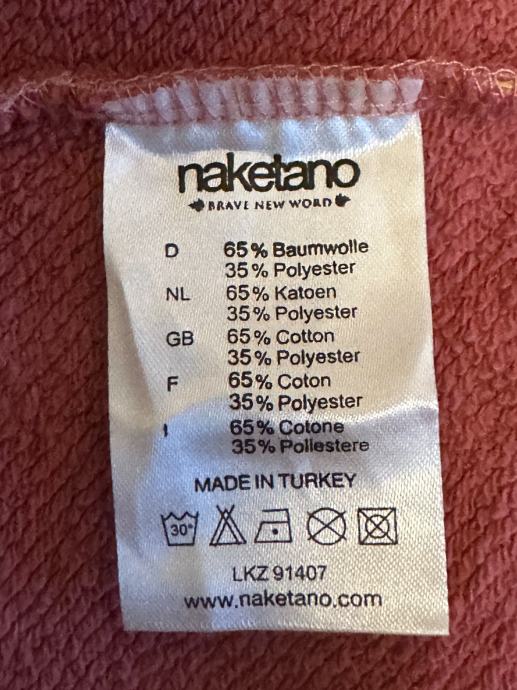 naketano
BRAVE NEW WORD
D 65% Baumwolle
35% Polyester
NL 65% Katoen
35% Polyester
GB 65% Cotton
35% Polyester
F 65% Coton
35% Polyester
I 65% Cotone
35% Poliestere
MADE IN TURKEY
30°
LKZ 91407
www.naketano.com